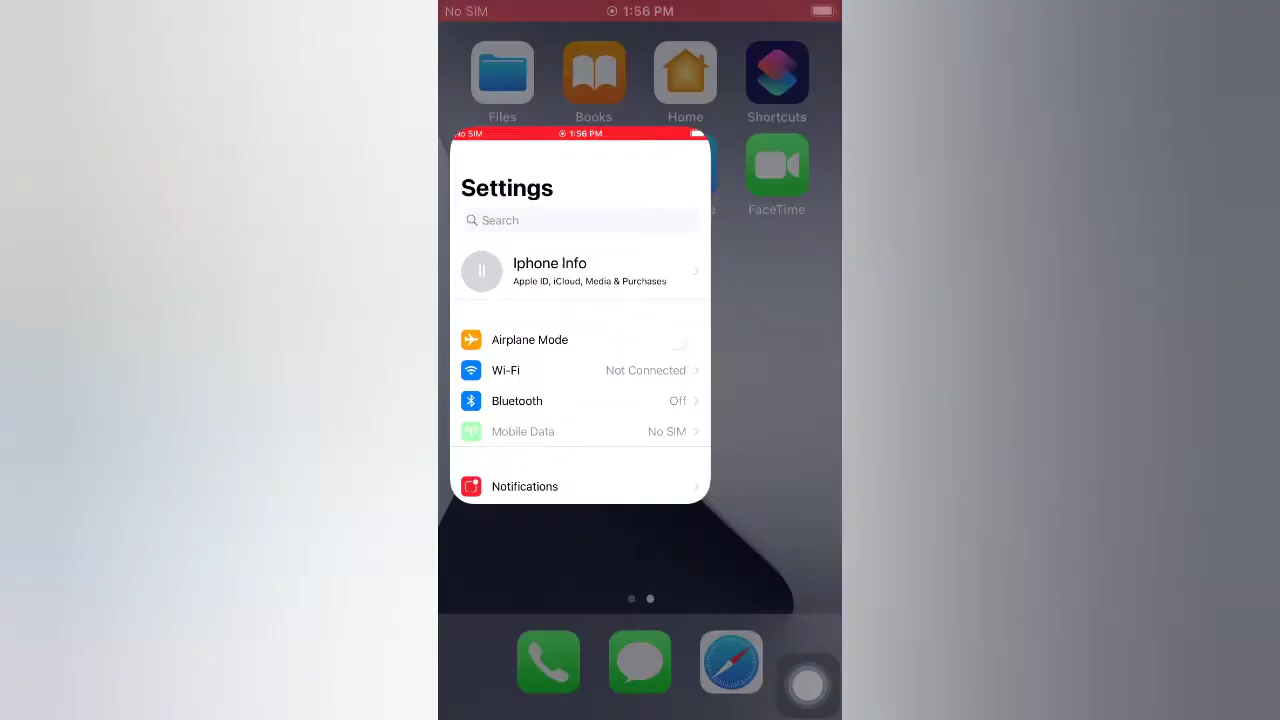 No SIM 1:56 PM
Files Books Home Shortcuts
No SIM 1:56 PM
Settings
e FaceTime
Search
II Iphone Info
Apple ID, iCloud, Media & Purchases
Airplane Mode
Wi-Fi Not Connected
Bluetooth Off
Mobile Data No SIM
Notifications